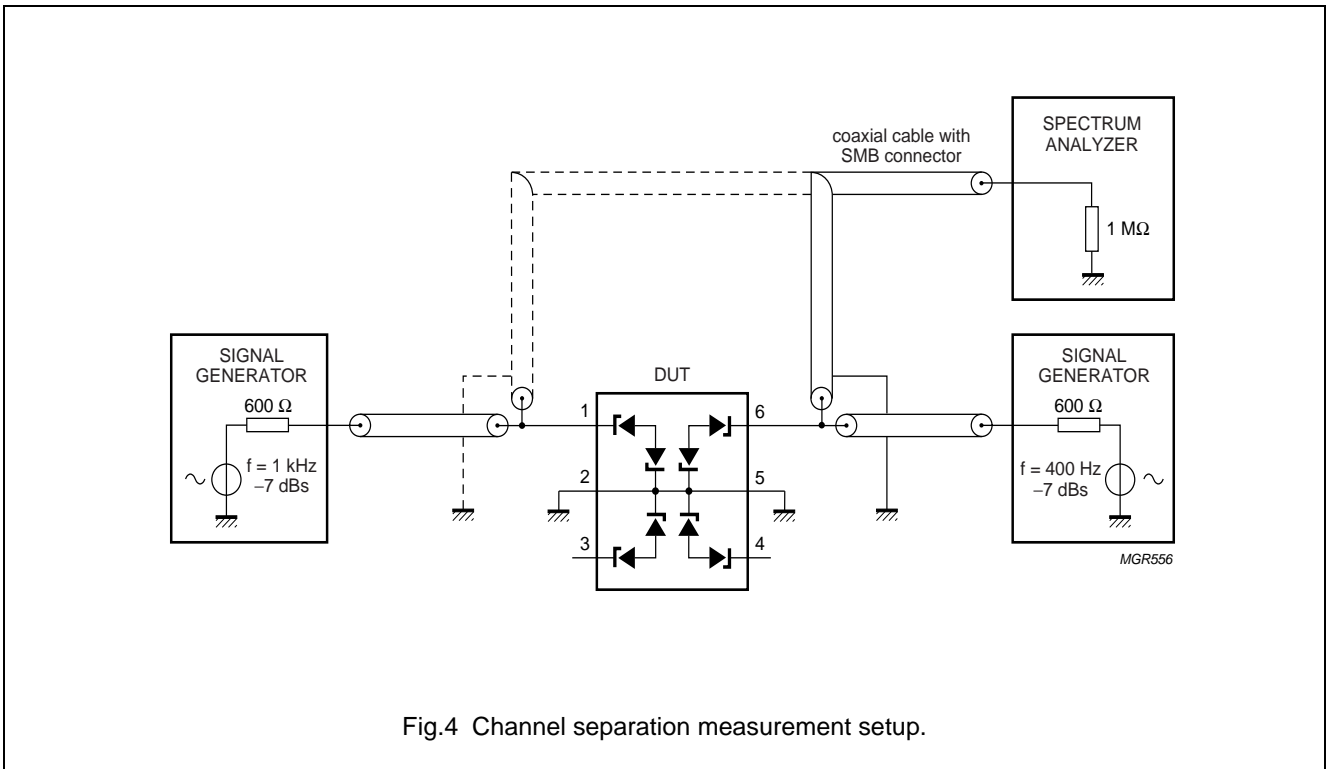 coaxial cable with
SMB connector
SPECTRUM
ANALYZER
1 MΩ
SIGNAL
GENERATOR
600 Ω
f = 1 kHz
–7 dBs
DUT
1
6
2
5
3
4
SIGNAL
GENERATOR
600 Ω
f = 400 Hz
–7 dBs
MGR556
Fig.4 Channel separation measurement setup.